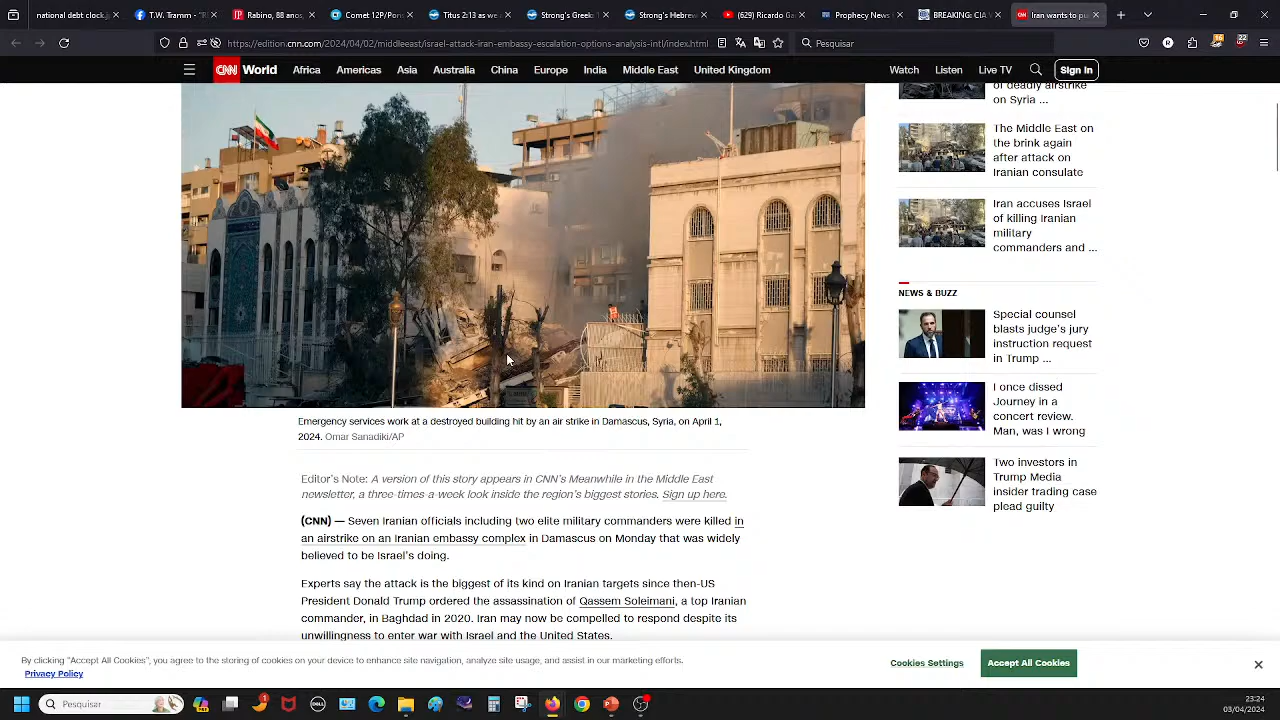 national debt clock.j
T.W. Tramm - "R
Rabino, 88 anos,
Comet 12P/Pons
Titus 2:13 as we
Strong's Greek:
Strong's Hebrew
(629) Ricardo Ga
Prophecy News
BREAKING: CIA
Iran wants to pu
https://edition.cnn.com/2024/04/02/middleeast/israel-attack-iran-embassy-escalation-options-analysis-intl/index.html
Pesquisar
CNN World Africa Americas Asia Australia China Europe India Middle East United Kingdom Watch Listen Live TV Sign in
of deadly airstrike
on Syria ...
The Middle East on
the brink again
after attack on
Iranian consulate
Iran accuses Israel
of killing Iranian
military
commanders and ...
NEWS & BUZZ
Special counsel
blasts judge's jury
instruction request
in Trump ...
I once dissed
Journey in a
concert review.
Man, was I wrong
Two investors in
Trump Media
insider trading case
plead guilty
Emergency services work at a destroyed building hit by an air strike in Damascus, Syria, on April 1,
2024. Omar Sanadiki/AP
Editor's Note: A version of this story appears in CNN's Meanwhile in the Middle East
newsletter, a three-times-a-week look inside the region's biggest stories. Sign up here.
(CNN) — Seven Iranian officials including two elite military commanders were killed in
an airstrike on an Iranian embassy complex in Damascus on Monday that was widely
believed to be Israel's doing.
Experts say the attack is the biggest of its kind on Iranian targets since then-US
President Donald Trump ordered the assassination of Qassem Soleimani, a top Iranian
commander, in Baghdad in 2020. Iran may now be compelled to respond despite its
unwillingness to enter war with Israel and the United States.
By clicking "Accept All Cookies", you agree to the storing of cookies on your device to enhance site navigation, analyze site usage, and assist in our marketing efforts.
Privacy Policy
Cookies Settings
Accept All Cookies
Pesquisar
23:24
03/04/2024